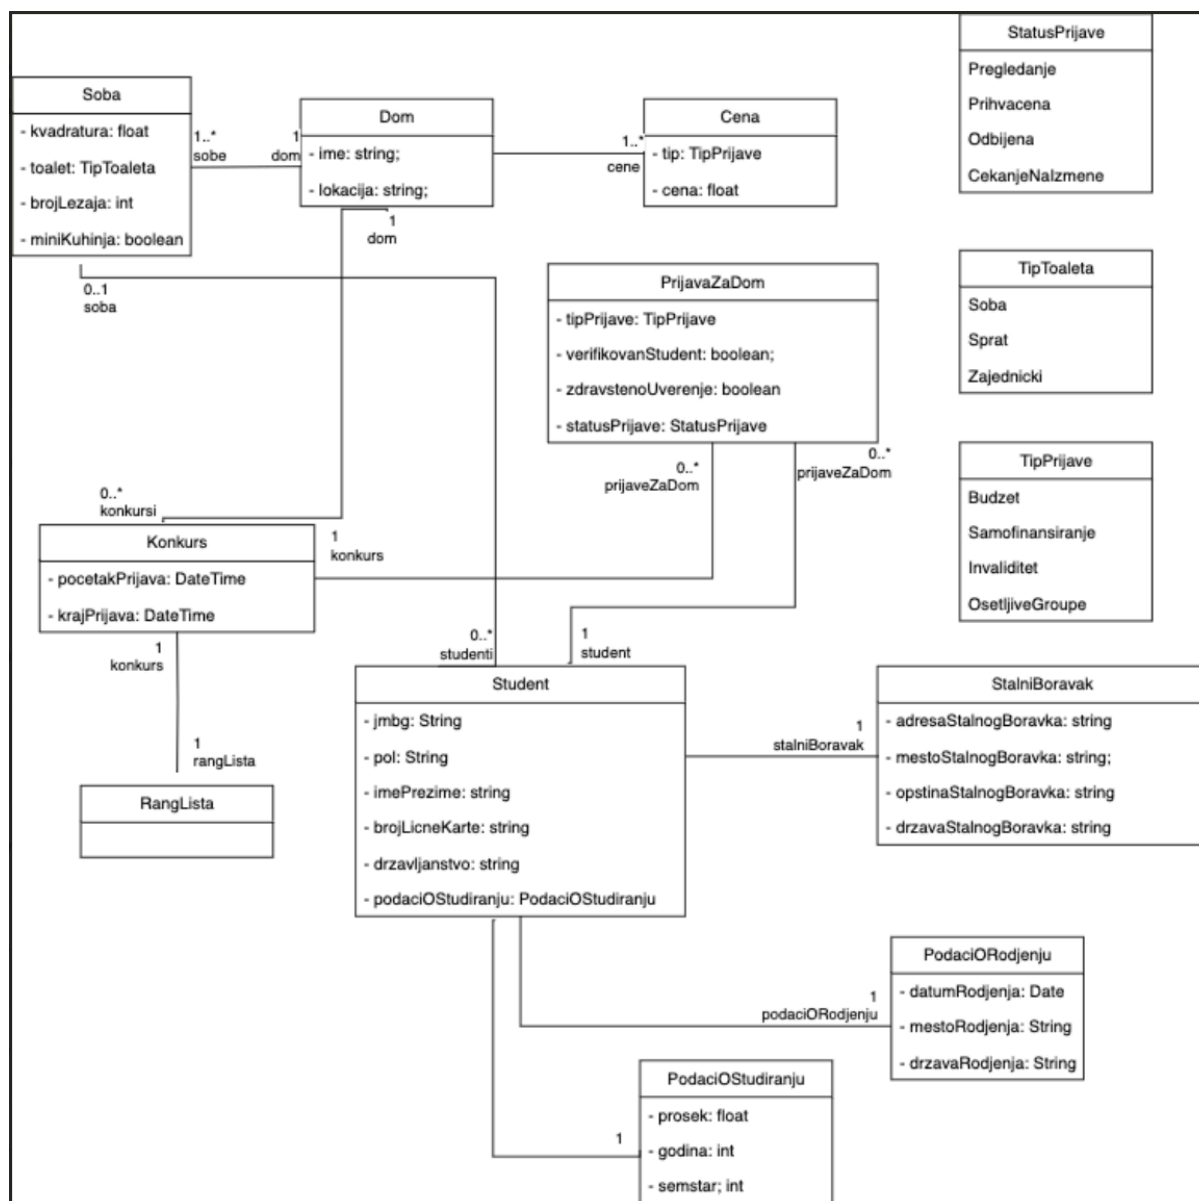 StatusPrijave
Pregledanje
Prihvacena
Odbijena
CekanjeNaIzmene
Soba
- kvadratura: float
- toalet: TipToaleta
- brojLezaja: int
- miniKuhinja: boolean
1..*
sobe
1
dom
Dom
- ime: string;
- lokacija: string;
1..*
cene
Cena
- tip: TipPrijave
- cena: float
1
dom
0..1
soba
PrijavaZaDom
- tipPrijave: TipPrijave
- verifikovanStudent: boolean;
- zdravstenoUverenje: boolean
- statusPrijave: StatusPrijave
TipToaleta
Soba
Sprat
Zajednicki
0..*
prijaveZaDom
0..*
prijaveZaDom
TipPrijave
Budzet
Samofinansiranje
Invaliditet
OsetljiveGroupe
0..*
konkursi
Konkurs
- pocetakPrijava: DateTime
- krajPrijava: DateTime
1
konkurs
1
konkurs
1
rangLista
RangLista
0..*
studenti
1
student
Student
- jmbg: String
- pol: String
- imePrezime: string
- brojLicneKarte: string
- drzavljanstvo: string
- podaciOStudiranju: PodaciOStudiranju
1
stalniBoravak
StalniBoravak
- adresaStalnogBoravka: string
- mestoStalnogBoravka: string;
- opstinaStalnogBoravka: string
- drzavaStalnogBoravka: string
1
podaciORodjenju
PodaciORodjenju
- datumRodjenja: Date
- mestoRodjenja: String
- drzavaRodjenja: String
1
PodaciOStudiranju
- prosek: float
- godina: int
- semstar; int